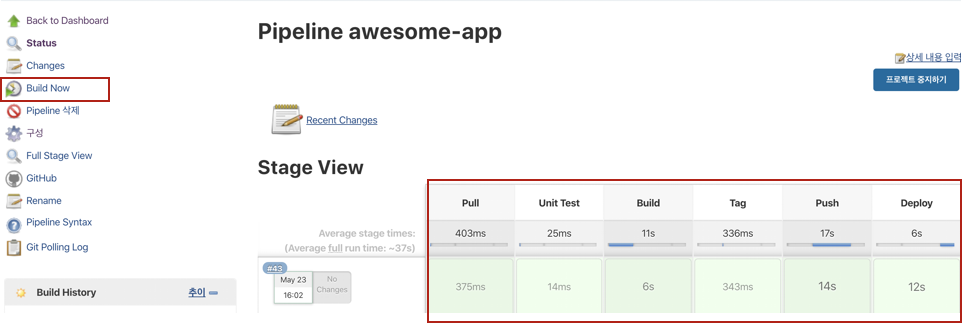 Back to Dashboard
Status
Changes
Build Now
Pipeline 삭제
구성
Full Stage View
GitHub
Rename
Pipeline Syntax
Git Polling Log
Build History 추이
Pipeline awesome-app
상세 내용 입력
프로젝트 중지하기
Recent Changes
Stage View
Pull Unit Test Build Tag Push Deploy
Average stage times: 403ms 25ms 11s 336ms 17s 6s
(Average full run time: ~37s)
#43
May 23 No
16:02 Changes
375ms 14ms 6s 343ms 14s 12s